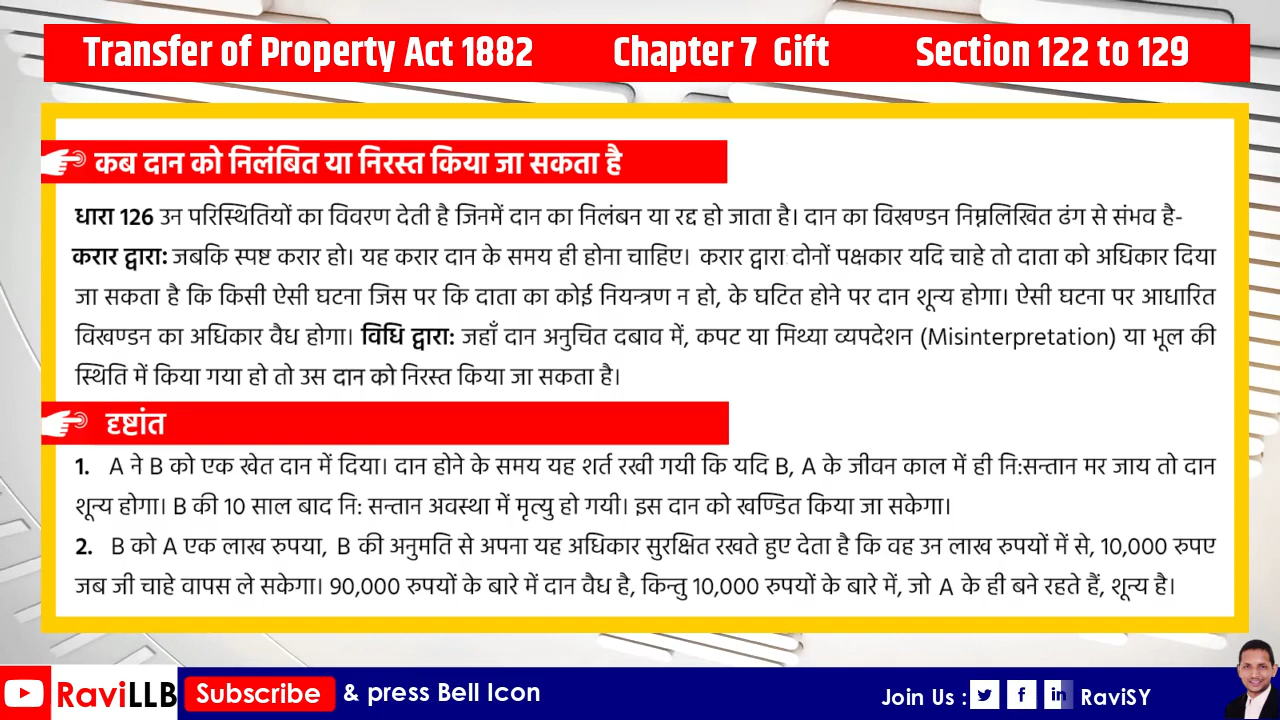 Transfer of Property Act 1882 Chapter 7 Gift Section 122 to 129
कब दान को निलंबित या निरस्त किया जा सकता है
धारा 126 उन परिस्थितियों का विवरण देती है जिनमें दान का निलंबन या रद्द हो जाता है। दान का विखण्डन निम्नलिखित ढंग से संभव है-
करार द्वारा: जबकि स्पष्ट करार हो। यह करार दान के समय ही होना चाहिए। करार द्वारा दोनों पक्षकार यदि चाहे तो दाता को अधिकार दिया
जा सकता है कि किसी ऐसी घटना जिस पर कि दाता का कोई नियन्त्रण न हो, के घटित होने पर दान शून्य होगा। ऐसी घटना पर आधारित
विखण्डन का अधिकार वैध होगा। विधि द्वारा: जहाँ दान अनुचित दबाव में, कपट या मिथ्या व्यपदेशन (Misinterpretation) या भूल की
स्थिति में किया गया हो तो उस दान को निरस्त किया जा सकता है।
दृष्टांत
1. A ने B को एक खेत दान में दिया। दान होने के समय यह शर्त रखी गयी कि यदि B, A के जीवन काल में ही नि:सन्तान मर जाय तो दान
शून्य होगा। B की 10 साल बाद नि: सन्तान अवस्था में मृत्यु हो गयी। इस दान को खण्डित किया जा सकेगा।
2. B को A एक लाख रुपया, B की अनुमति से अपना यह अधिकार सुरक्षित रखते हुए देता है कि वह उन लाख रुपयों में से, 10,000 रुपए
जब जी चाहे वापस ले सकेगा। 90,000 रुपयों के बारे में दान वैध है, किन्तु 10,000 रुपयों के बारे में, जो A के ही बने रहते हैं, शून्य है।
RaviLLB Subscribe & press Bell Icon Join Us : RaviSY